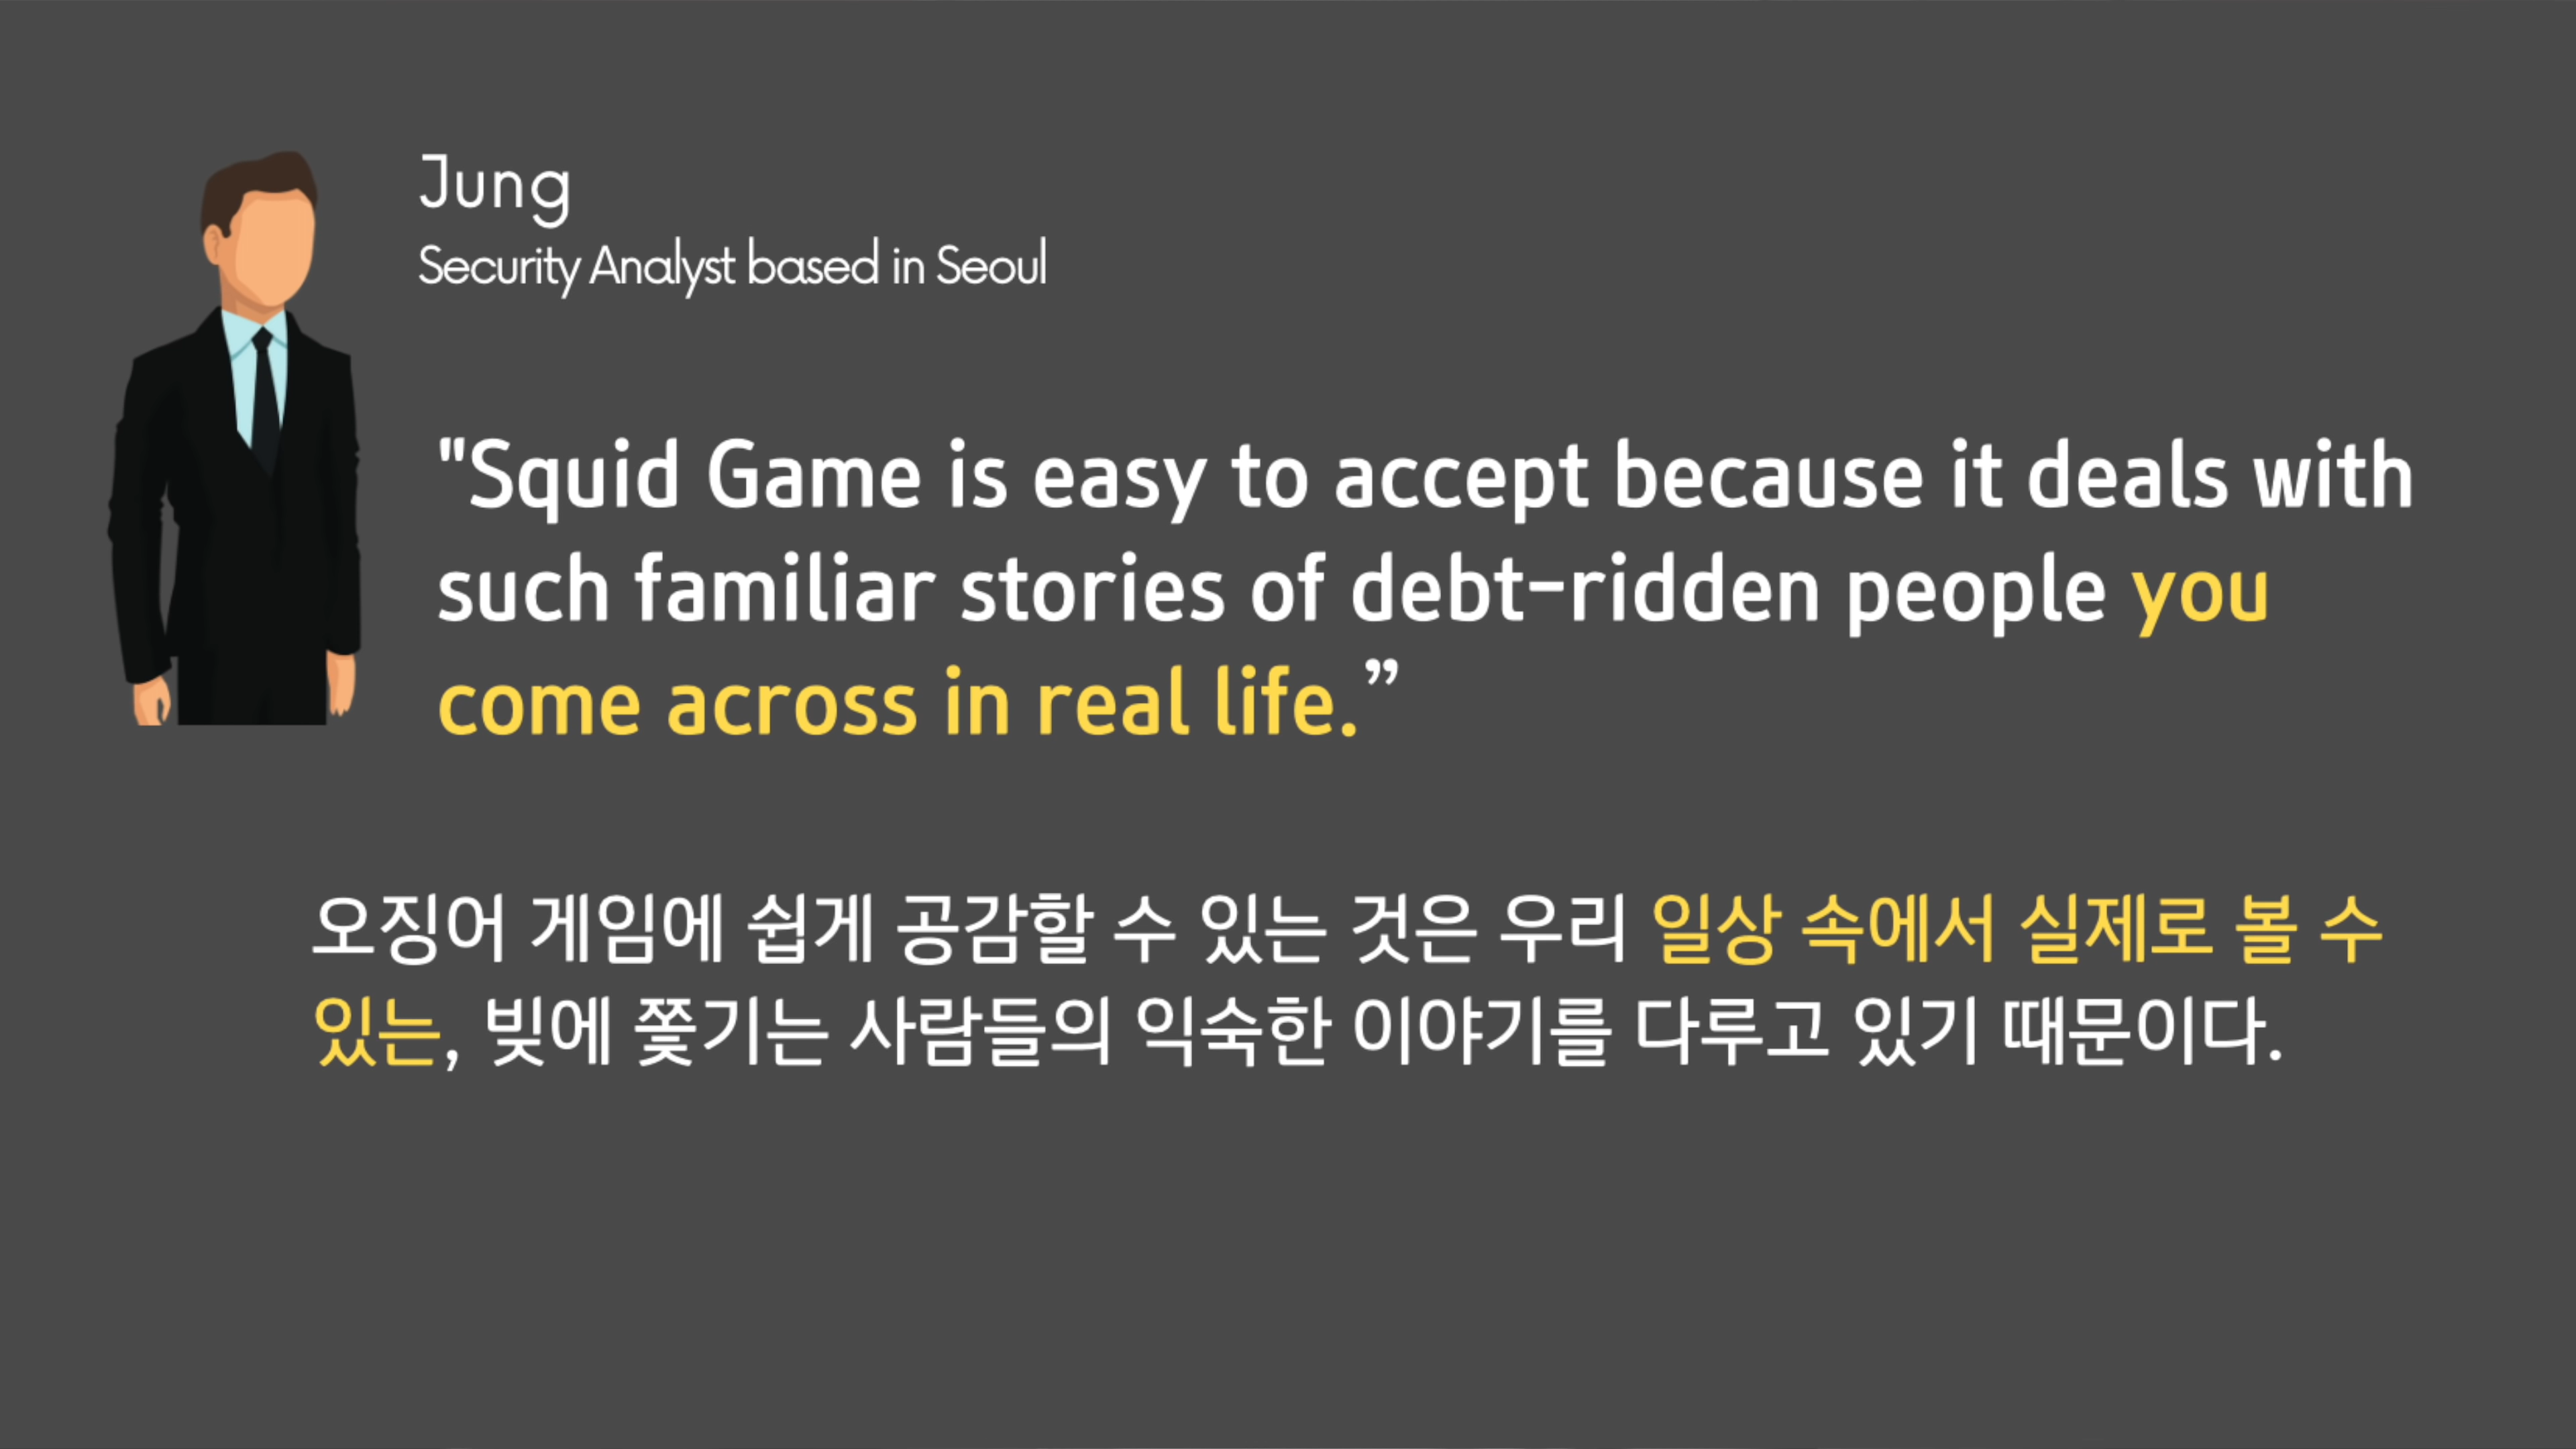 Jung
Security Analyst based in Seoul
"Squid Game is easy to accept because it deals with
such familiar stories of debt-ridden people you
come across in real life.”
오징어 게임에 쉽게 공감할 수 있는 것은 우리 일상 속에서 실제로 볼 수
있는, 빚에 쫓기는 사람들의 익숙한 이야기를 다루고 있기 때문이다.